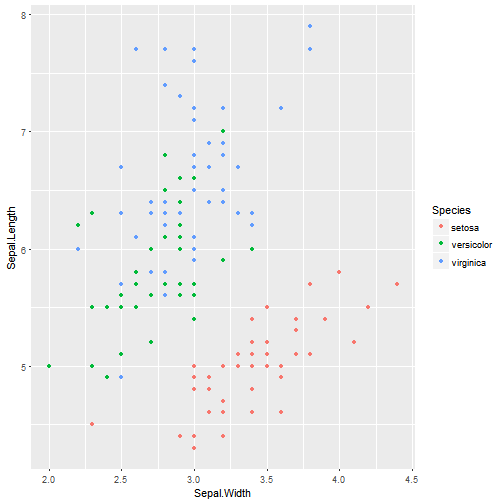 8
7
6
5
Sepal.Length
2.0 2.5 3.0 3.5 4.0 4.5
Sepal.Width
Species
setosa
versicolor
virginica